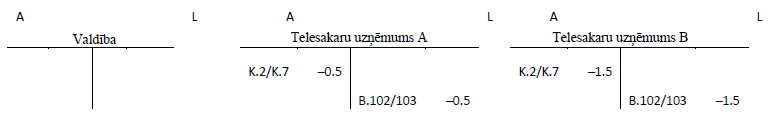 A L A L A L
Valdība Telesakaru uzņēmums A Telesakaru uzņēmums B
K.2/K.7 –0.5 K.2/K.7 –1.5
B.102/103 –0.5 B.102/103 –1.5